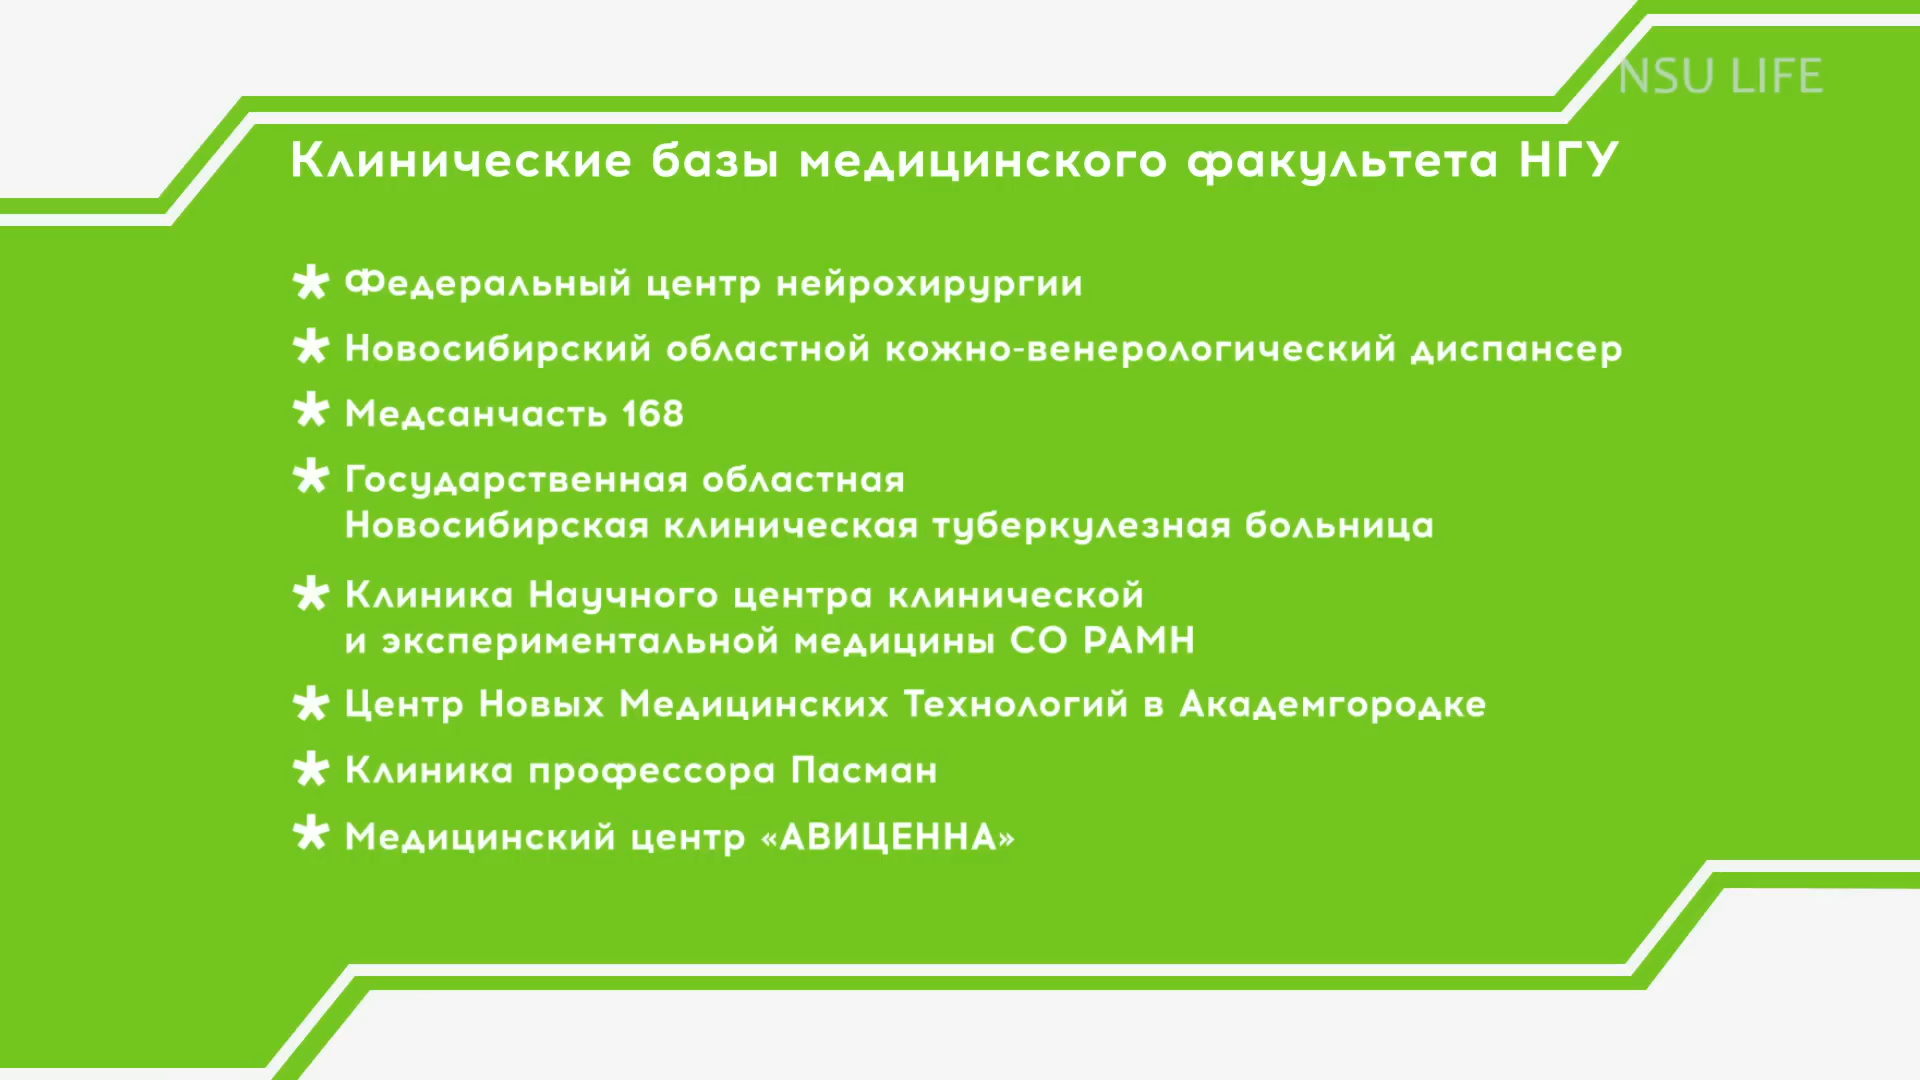 NSU LIFE
Клинические базы медицинского факультета НГУ
* Федеральный центр нейрохирургии
* Новосибирский областной кожно-венерологический диспансер
* Медсанчасть 168
* Государственная областная
Новосибирская клиническая туберкулезная больница
* Клиника Научного центра клинической
и экспериментальной медицины СО РАМН
* Центр Новых Медицинских Технологий в Академгородке
* Клиника профессора Пасман
* Медицинский центр «АВИЦЕННА»